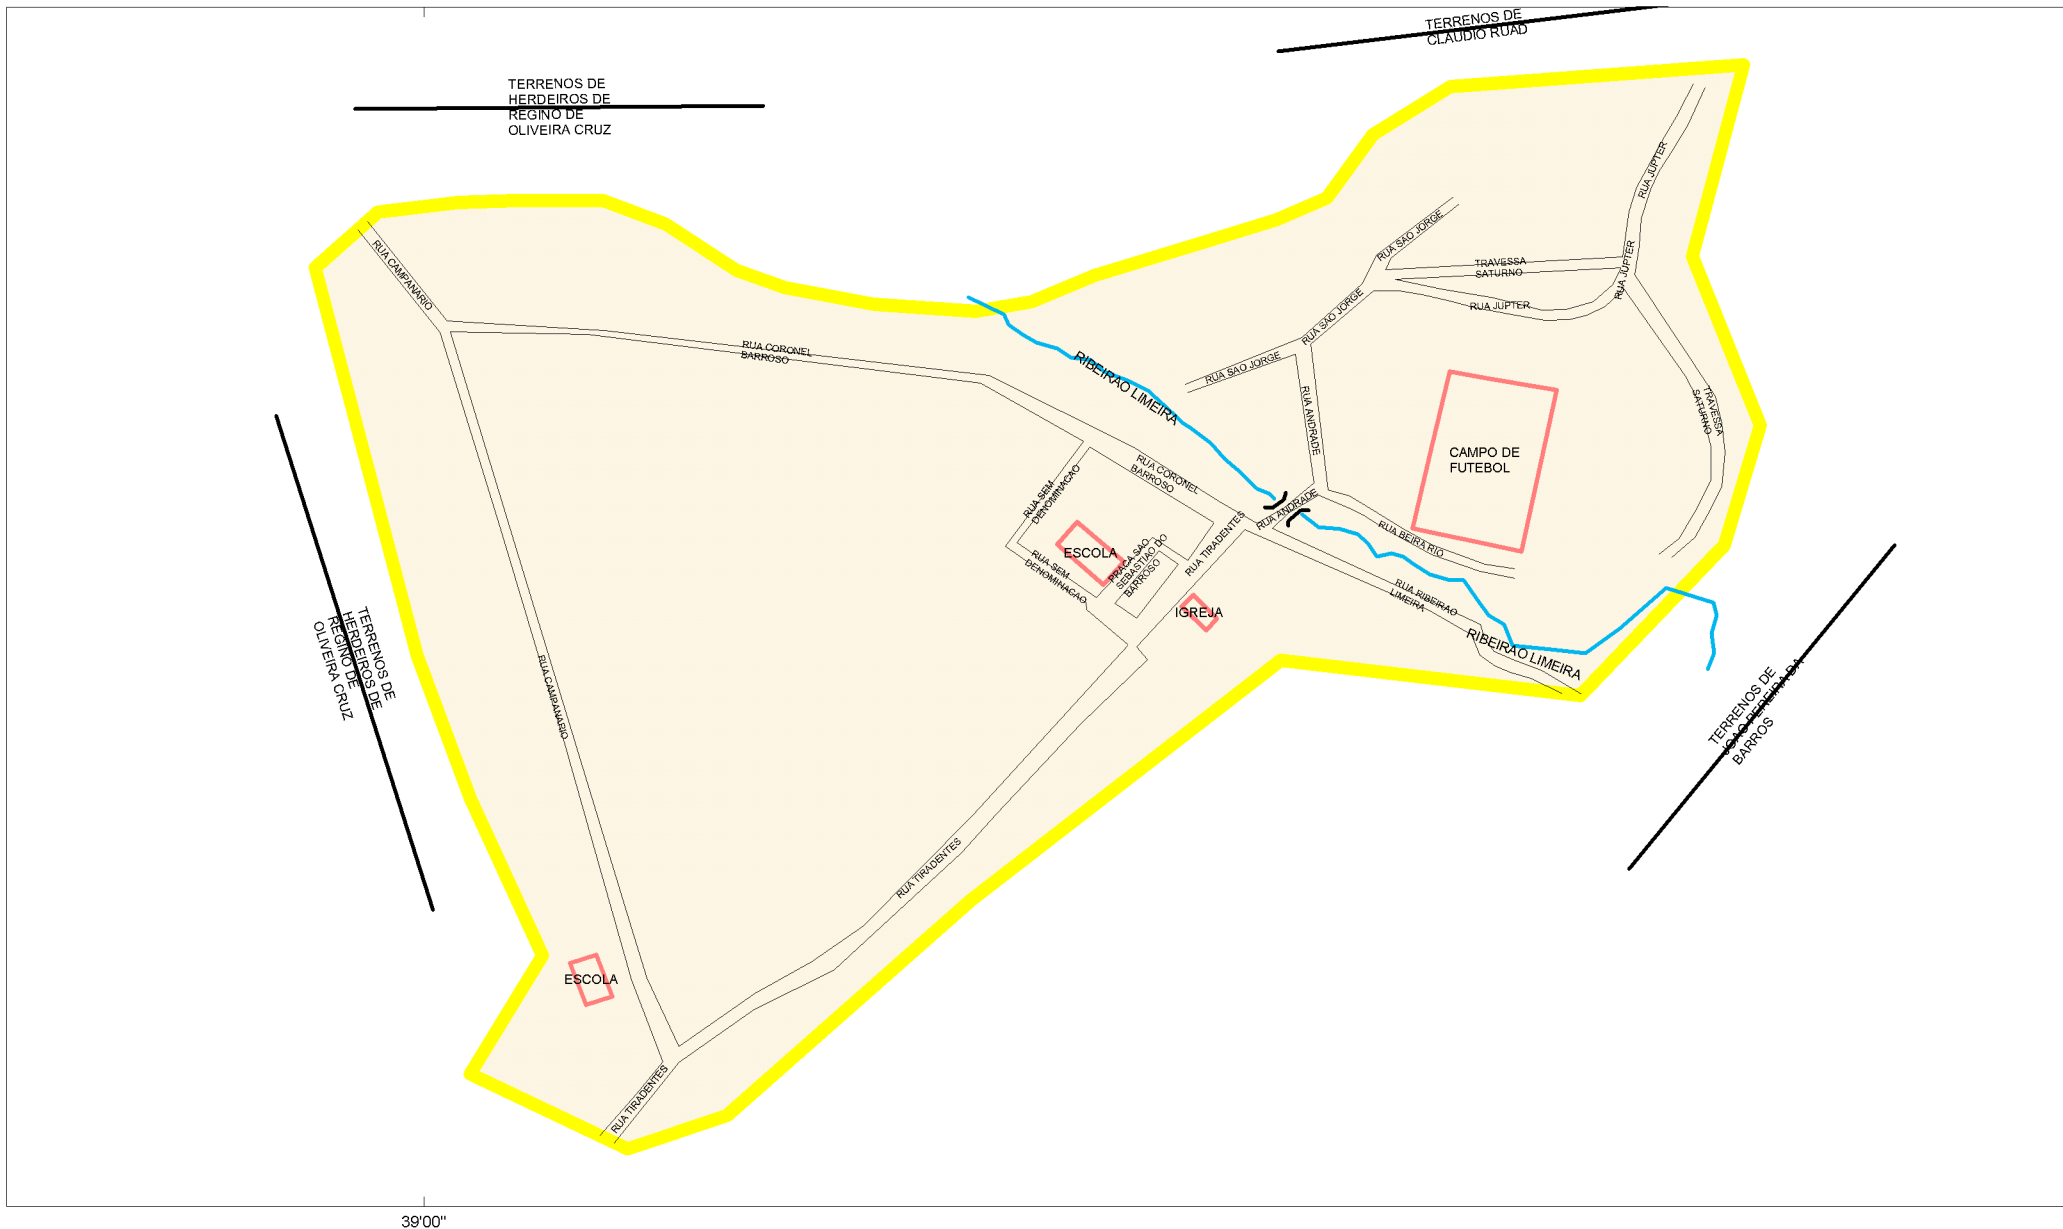 TERRENOS DE
CLAUDIO RUAD
TERRENOS DE
HERDEIROS DE
REGINO DE
OLIVEIRA CRUZ
RUA JUPTER
RUA SAO JORGE
RUA CAMPANARIO
TRAVESSA
SATURNO
RUA JUPTER
RUA JUPTER
RUA SAO JORGE
RUA CORONEL
BARROSO
RIBEIRAO LIMEIRA
RUA SAO JORGE
RUA ANDRADE
TRAVESSA
SATURNO
CAMPO DE
FUTEBOL
RUA CORONEL
BARROSO
RUA SEM
DENOMINACAO
RUA ANDRADE
RUA TIRADENTES
RUA BEIRA RIO
ESCOLA
PRACA SAO
SEBASTIAO DO
BARROSO
RUA SEM
DENOMINACAO
RUA RIBEIRAO
LIMEIRA
IGREJA
RIBEIRAO LIMEIRA
TERRENOS DE
HERDEIROS DE
REGINO DE
OLIVEIRA CRUZ
RUA CAMPANARIO
TERRENOS DE
JOAO PEREIRA DA
BARROS
RUA TIRADENTES
ESCOLA
RUA TIRADENTES
39'00"